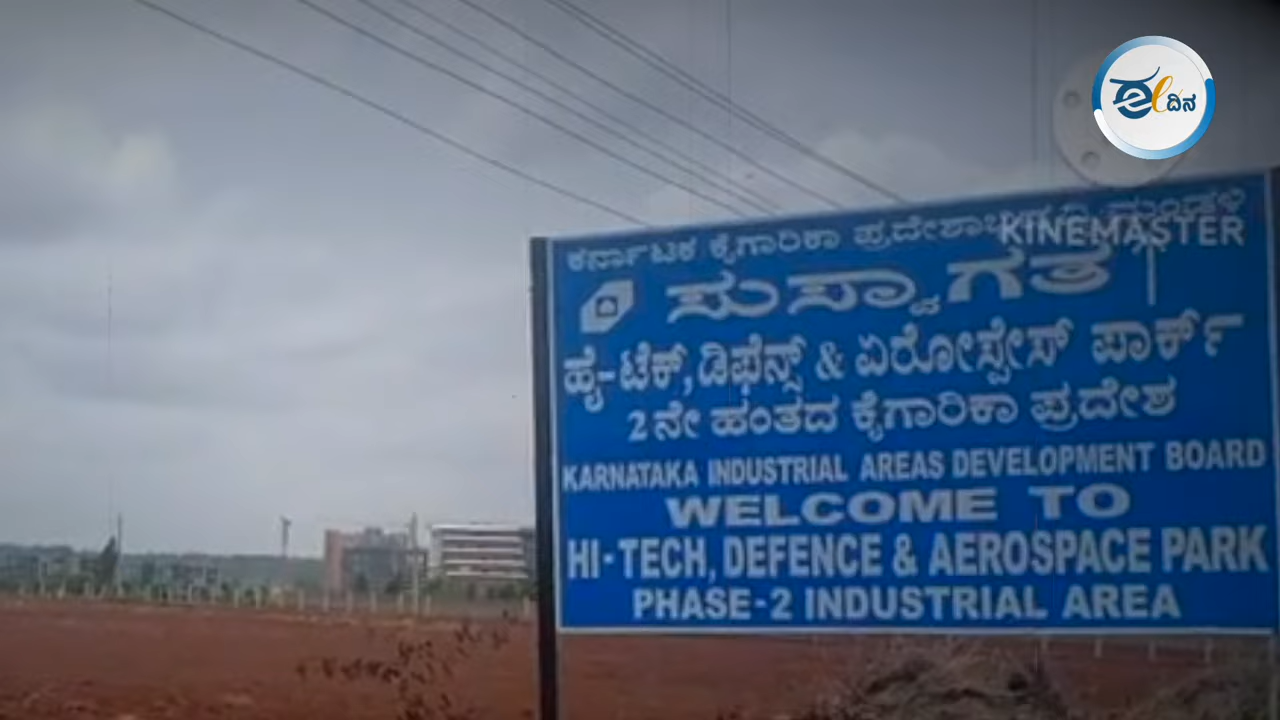 ಈ ದಿನ
ಕರ್ನಾಟಕ ಕೈಗಾರಿಕಾ ಪ್ರದೇಶಾಭಿವೃದ್ಧಿ ಮಂಡಳಿ
KINEMASTER
ಸುಸ್ವಾಗತ
ಹೈ-ಟೆಕ್, ಡಿಫೆನ್ಸ್ & ಏರೋಸ್ಪೇಸ್ ಪಾರ್ಕ್
2ನೇ ಹಂತದ ಕೈಗಾರಿಕಾ ಪ್ರದೇಶ
KARNATAKA INDUSTRIAL AREAS DEVELOPMENT BOARD
WELCOME TO
HI-TECH, DEFENCE & AEROSPACE PARK
PHASE-2 INDUSTRIAL AREA